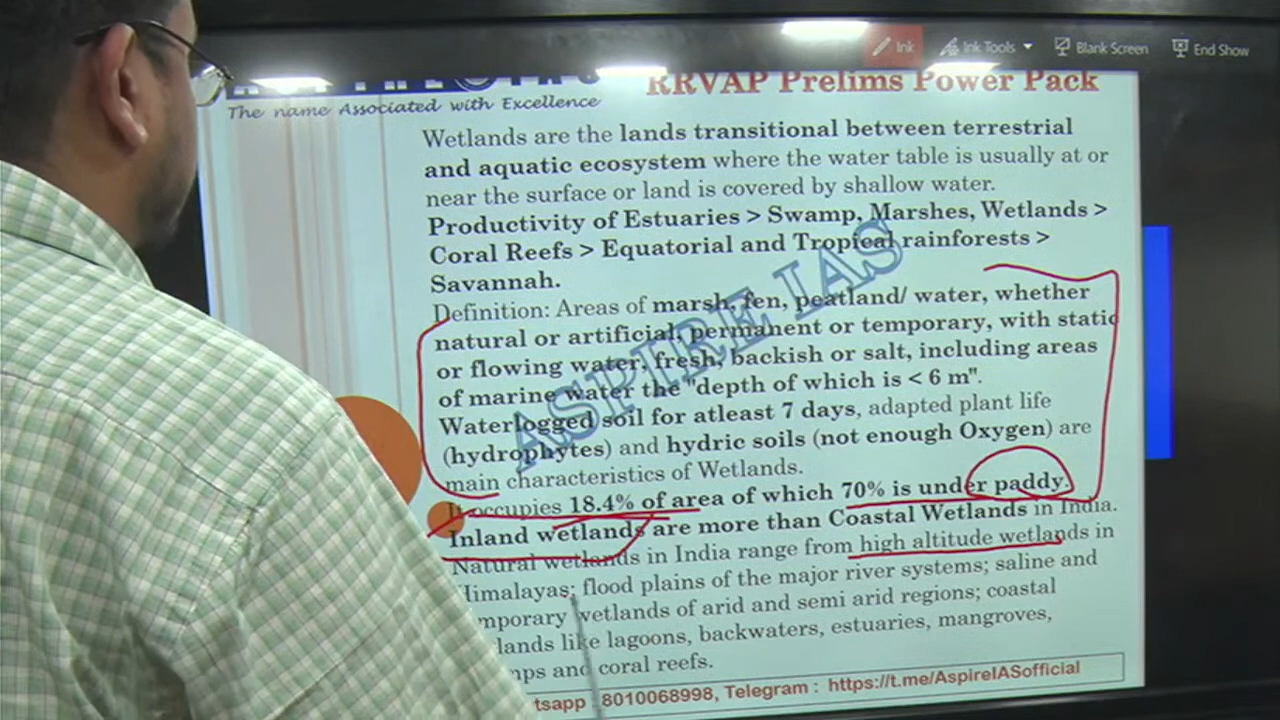 Ink Ink Tools Blank Screen End Show
RRVAP Prelims Power Pack
The name Associated with Excellence
Wetlands are the lands transitional between terrestrial
and aquatic ecosystem where the water table is usually at or
near the surface or land is covered by shallow water.
Productivity of Estuaries > Swamp, Marshes, Wetlands >
Coral Reefs > Equatorial and Tropical rainforests >
Savannah.
Definition: Areas of marsh, fen, peatland/ water, whether
natural or artificial, permanent or temporary, with static
or flowing water, fresh, backish or salt, including areas
of marine water the "depth of which is < 6 m".
Waterlogged soil for atleast 7 days, adapted plant life
(hydrophytes) and hydric soils (not enough Oxygen) are
main characteristics of Wetlands.
It occupies 18.4% of area of which 70% is under paddy.
Inland wetlands are more than Coastal Wetlands in India.
Natural wetlands in India range from high altitude wetlands in
Himalayas; flood plains of the major river systems; saline and
wetlands of arid and semi arid regions; coastal
like lagoons, backwaters, estuaries, mangroves,
and coral reefs.
8010068998, Telegram : https://t.me/AspireIASofficial
ASPIRE IAS